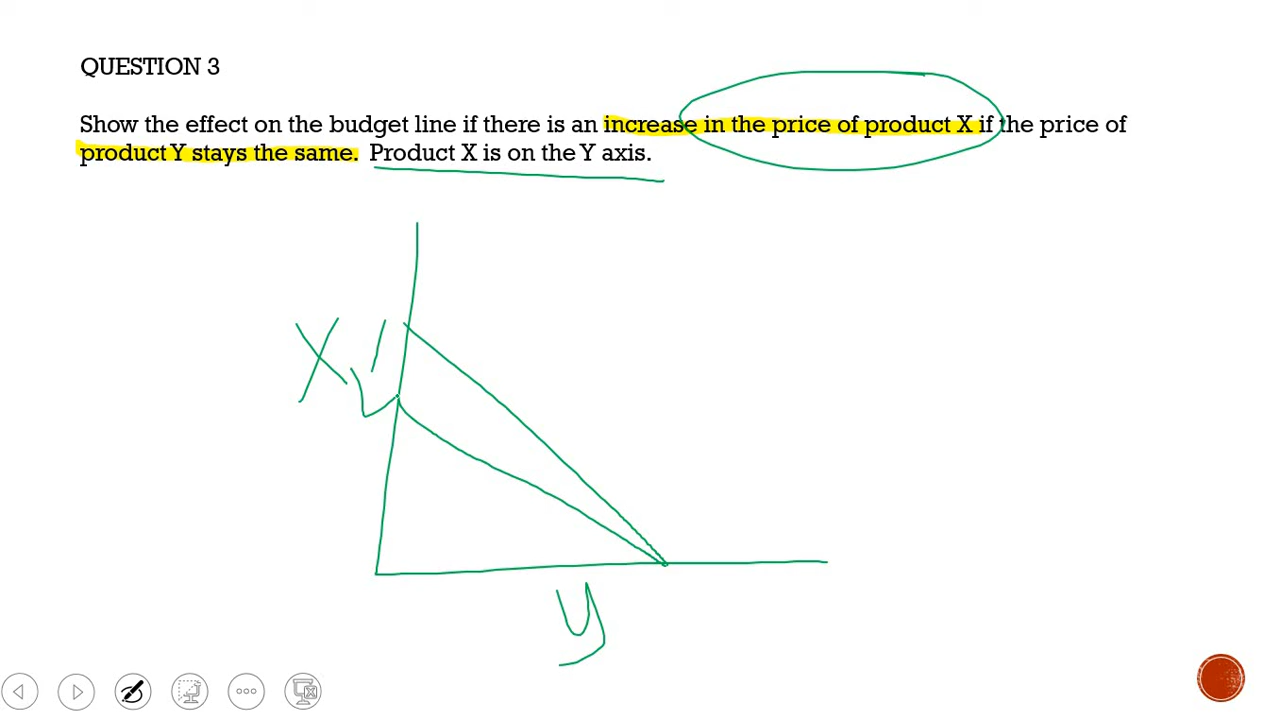 QUESTION 3
Show the effect on the budget line if there is an increase in the price of product X if the price of
product Y stays the same. Product X is on the Y axis.
X
y